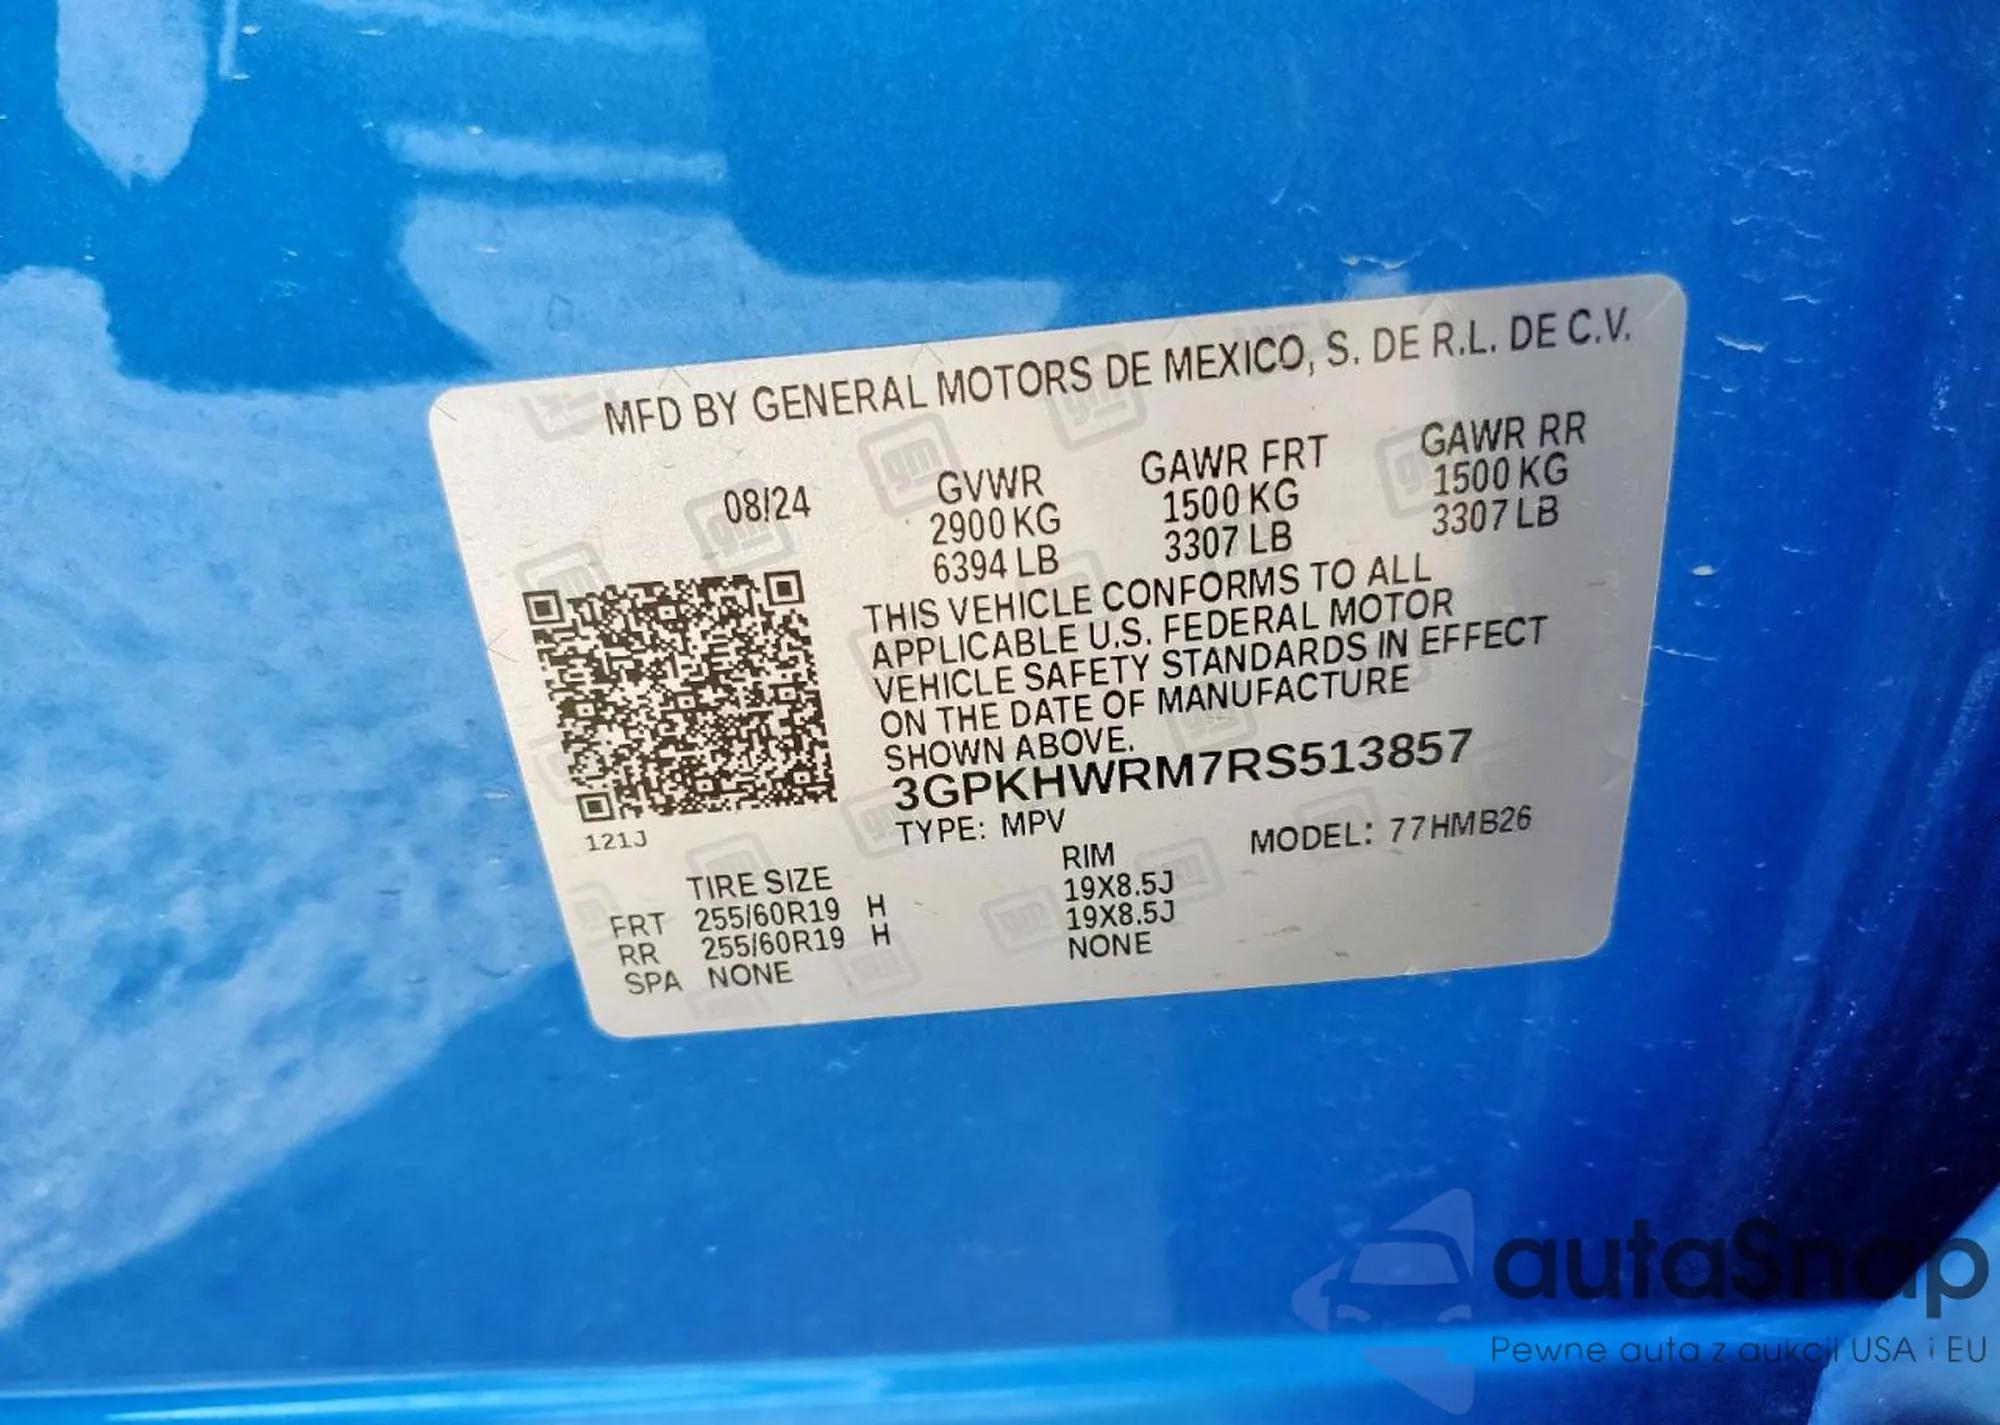 MFD BY GENERAL MOTORS DE MEXICO, S. DE R.L. DE C.V.
08/24 GVWR GAWR FRT GAWR RR
2900 KG 1500 KG 1500 KG
6394 LB 3307 LB 3307 LB
THIS VEHICLE CONFORMS TO ALL
APPLICABLE U.S. FEDERAL MOTOR
VEHICLE SAFETY STANDARDS IN EFFECT
ON THE DATE OF MANUFACTURE
SHOWN ABOVE.
3GPKHWRM7RS513857
TYPE: MPV MODEL: 77HMB26
121J
TIRE SIZE RIM
FRT 255/60R19 H 19X8.5J
RR 255/60R19 H 19X8.5J
SPA NONE NONE
autaSnap
Pewne auta z aukcji USA i EU